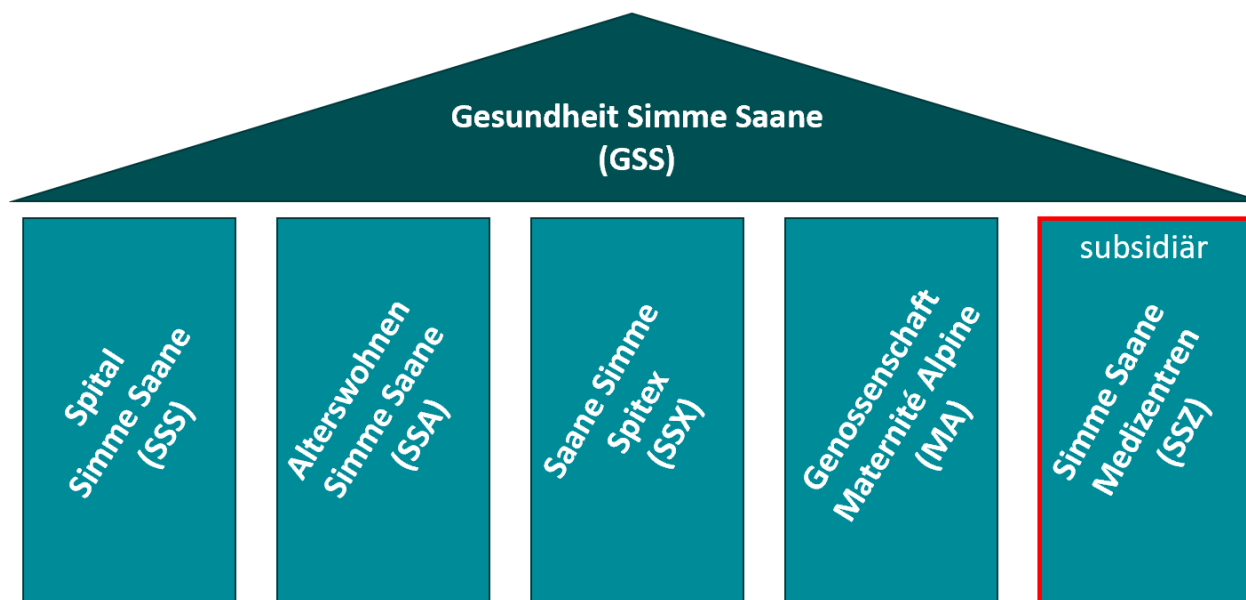 Gesundheit Simme Saane
(GSS)
Spital
Simme Saane
(SSS)
Alterswohnen
Simme Saane
(SSA)
Saane Simme
Spitex
(SSX)
Genossenschaft
Maternité Alpine
(MA)
subsidiär
Simme Saane
Medizentren
(SSZ)